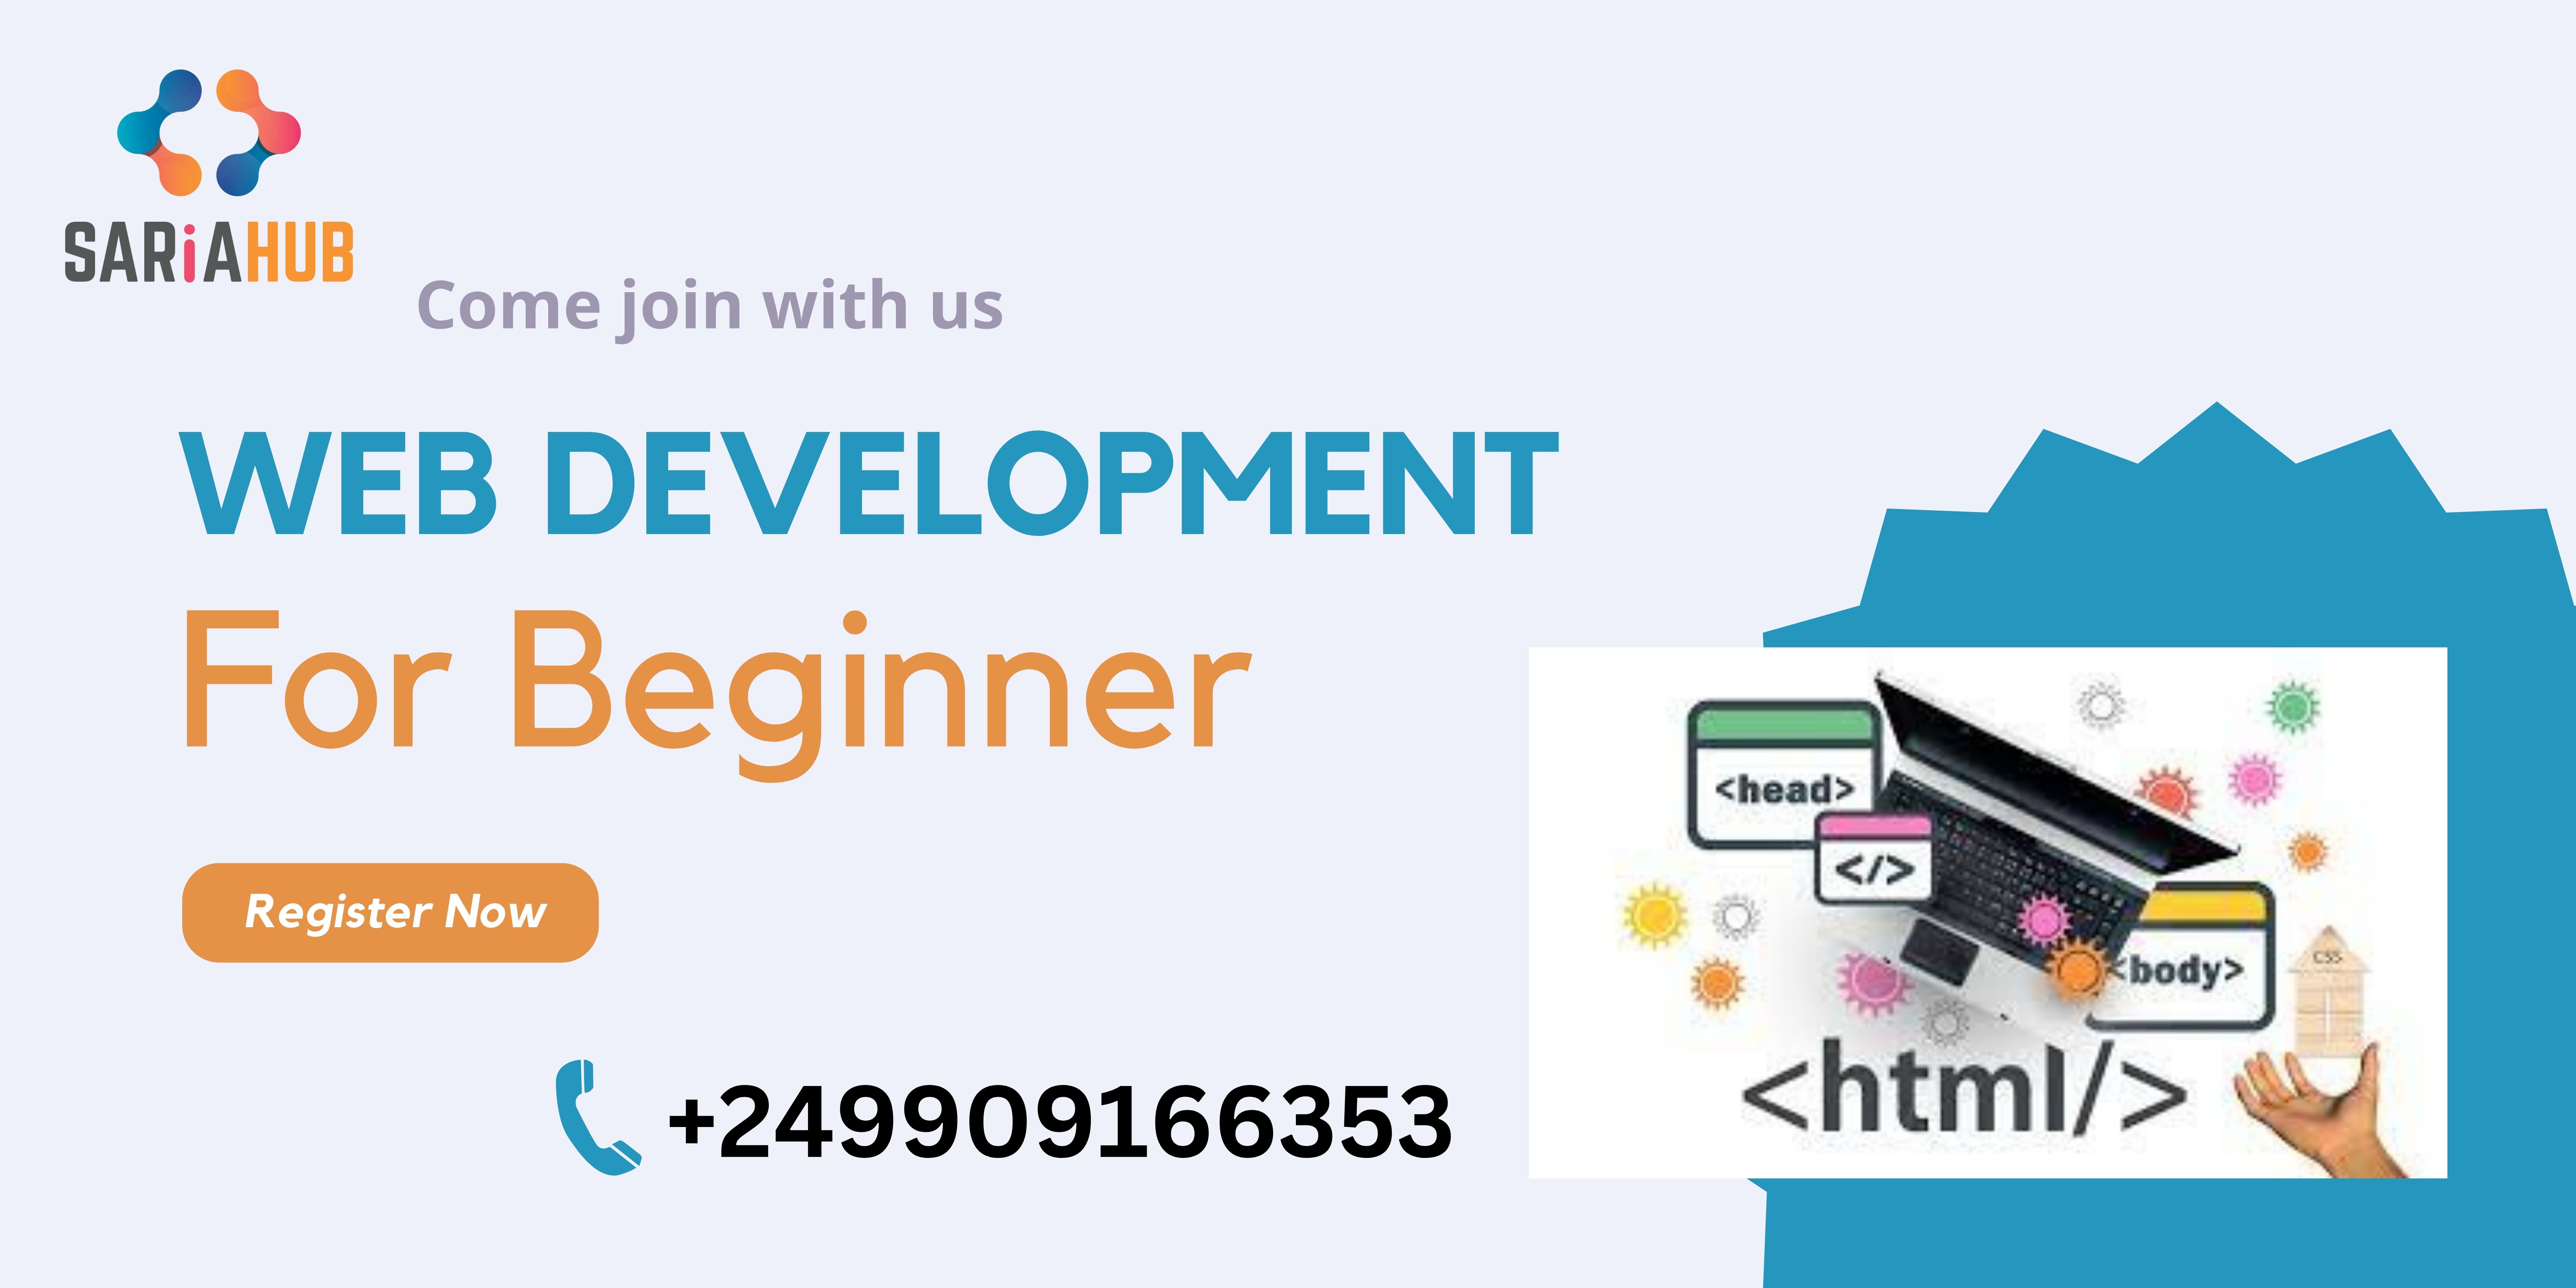 SARiAHUB
Come join with us
WEB DEVELOPMENT
For Beginner
Register Now
+249909166353
<head>
</>
<body>
CSS
<html/>